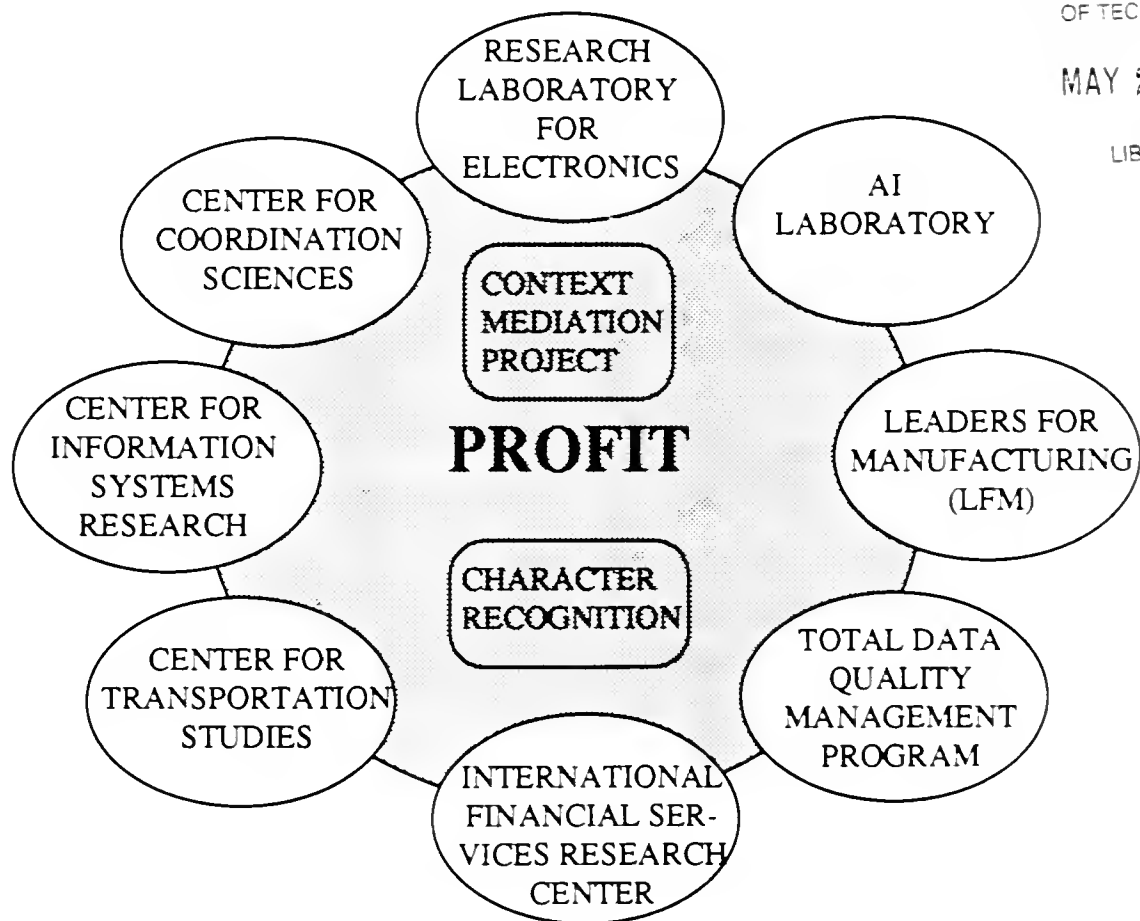 OF TEC
MAY
LIB
RESEARCH
LABORATORY
FOR
ELECTRONICS
AI
LABORATORY
CENTER FOR
COORDINATION
SCIENCES
CONTEXT
MEDIATION
PROJECT
CENTER FOR
INFORMATION
SYSTEMS
RESEARCH
PROFIT
LEADERS FOR
MANUFACTURING
(LFM)
CHARACTER
RECOGNITION
CENTER FOR
TRANSPORTATION
STUDIES
TOTAL DATA
QUALITY
MANAGEMENT
PROGRAM
INTERNATIONAL
FINANCIAL SER-
VICES RESEARCH
CENTER